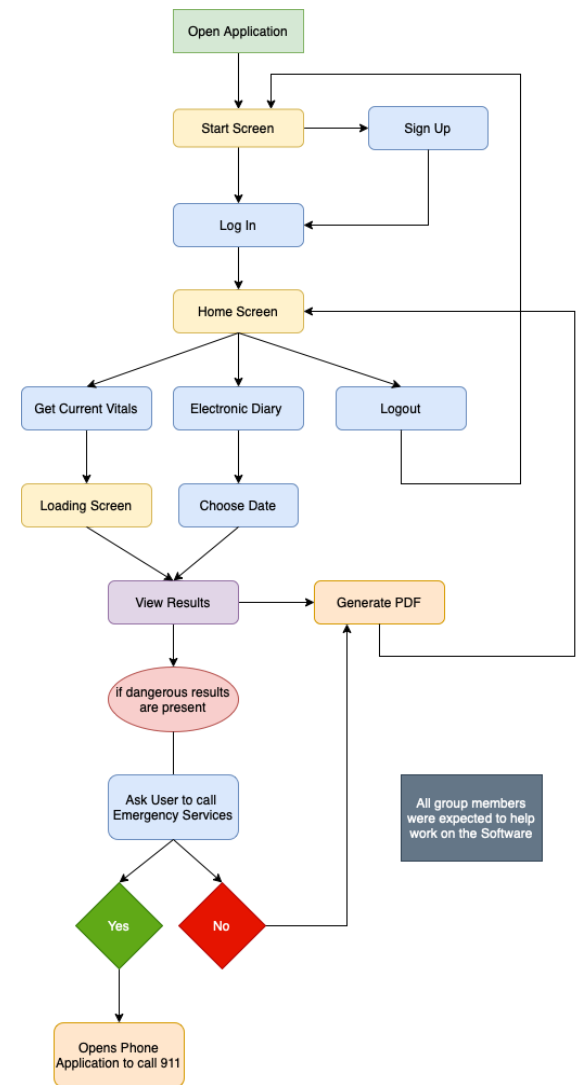 Open Application
Start Screen
Sign Up
Log In
Home Screen
Get Current Vitals
Electronic Diary
Logout
Loading Screen
Choose Date
View Results
Generate PDF
if dangerous results
are present
Ask User to call
Emergency Services
All group members
were expected to help
work on the Software
Yes
No
Opens Phone
Application to call 911